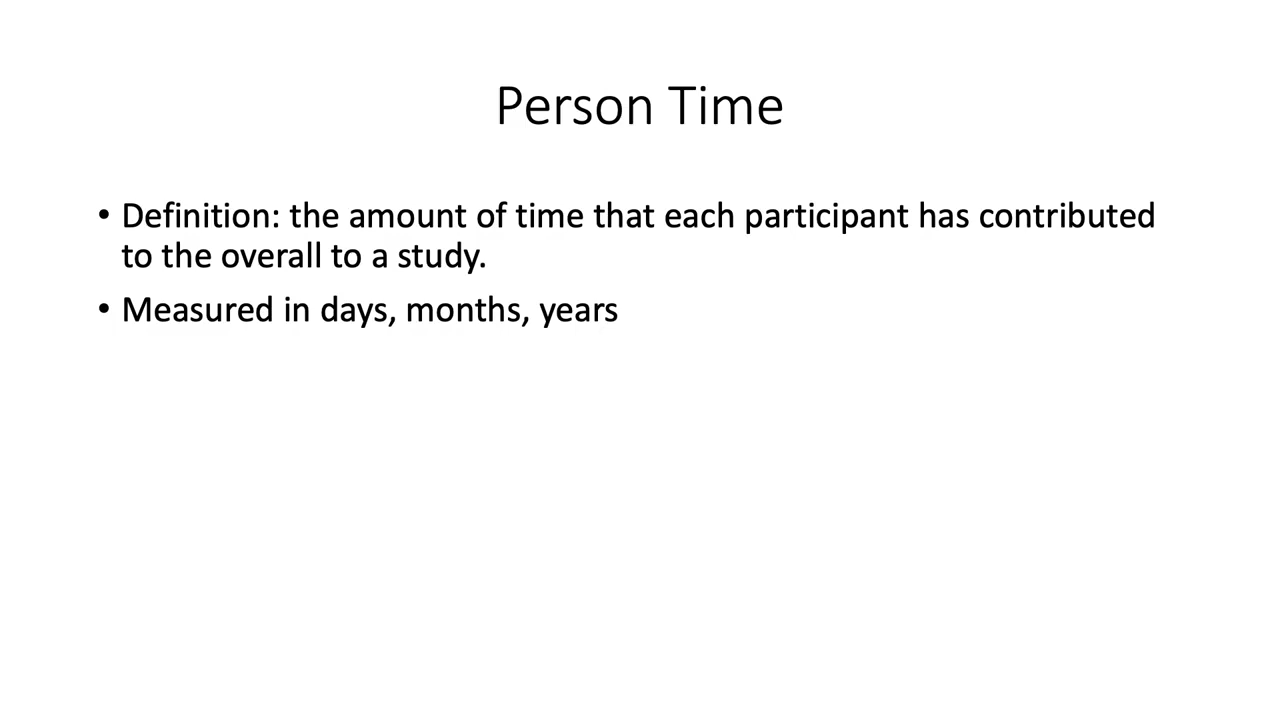 Person Time
• Definition: the amount of time that each participant has contributed
to the overall to a study.
• Measured in days, months, years